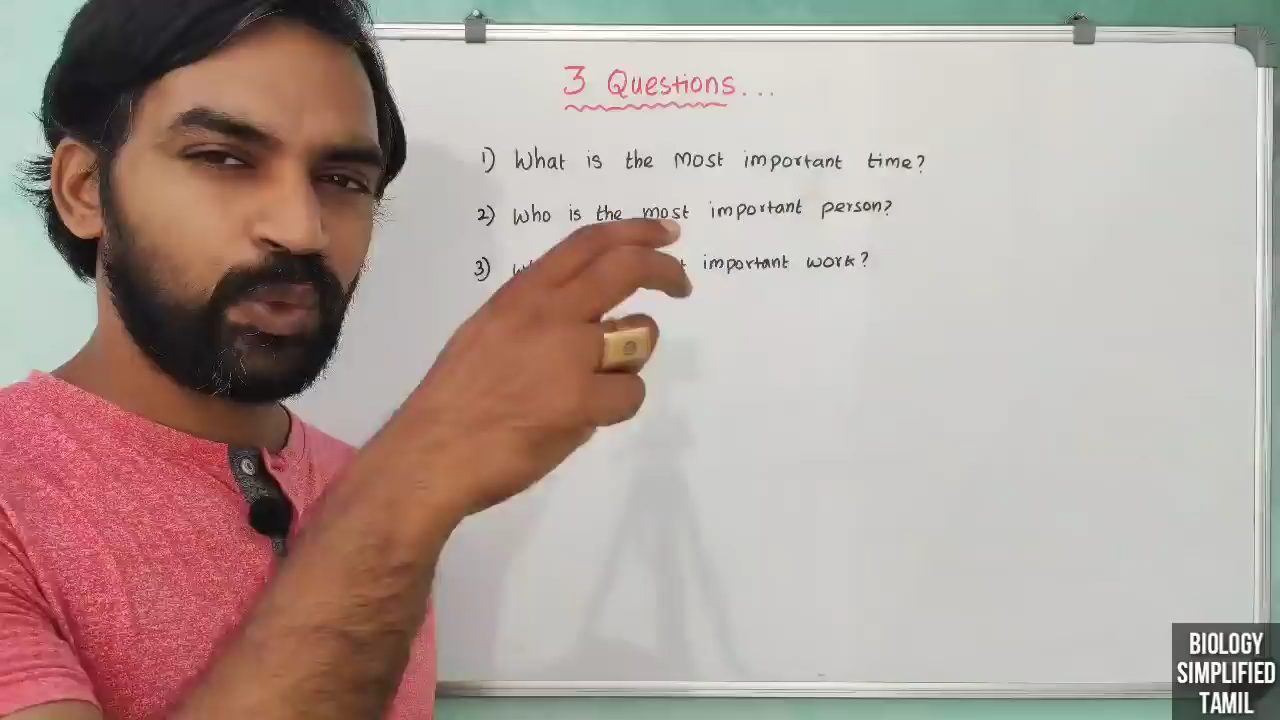 3 Questions...
1) What is the Most important time?
2) Who is the most important person?
3) important work?
BIOLOGY
SIMPLIFIED
TAMIL